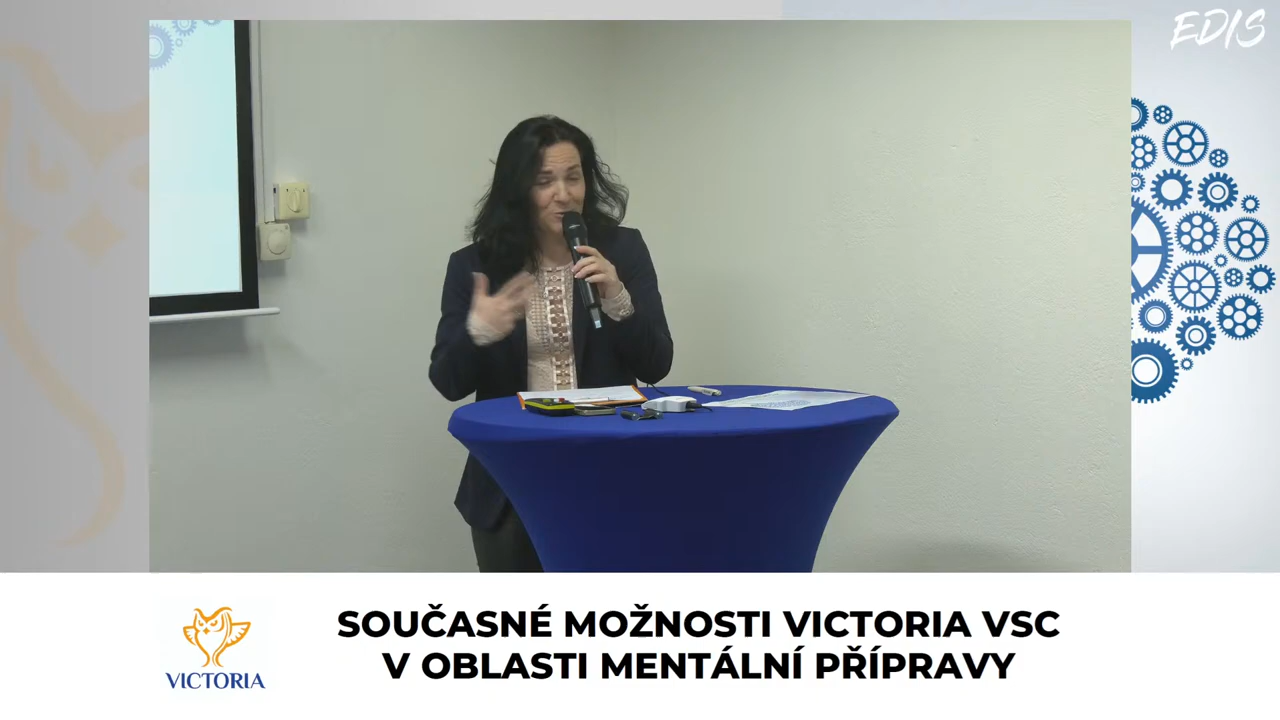 EDIS
SOUČASNÉ MOŽNOSTI VICTORIA VSC
V OBLASTI MENTÁLNÍ PŘÍPRAVY
VICTORIA